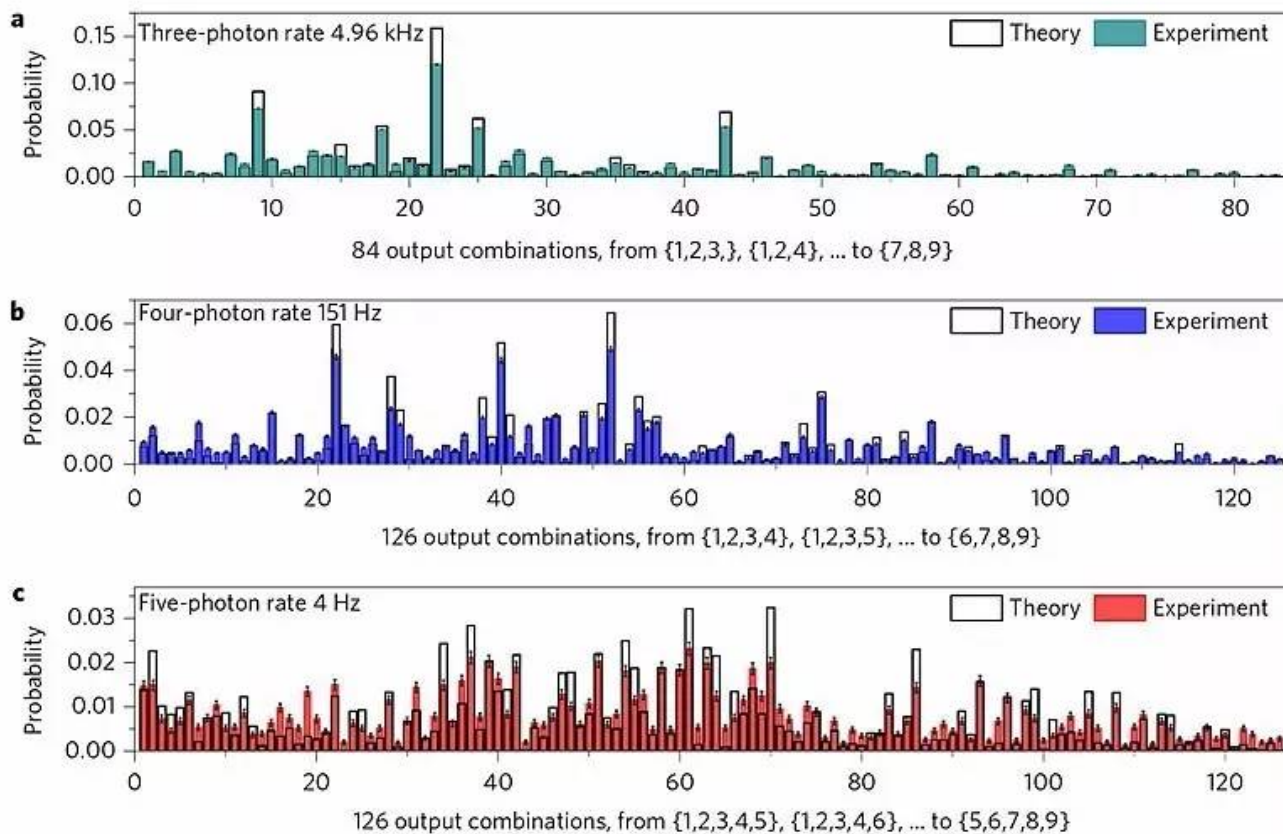 a
Three-photon rate 4.96 kHz
Theory
Experiment
Probability
0.15
0.10
0.05
0.00
0 10 20 30 40 50 60 70 80
84 output combinations, from {1,2,3,}, {1,2,4}, ... to {7,8,9}
b
Four-photon rate 151 Hz
Theory
Experiment
Probability
0.06
0.04
0.02
0.00
0 20 40 60 80 100 120
126 output combinations, from {1,2,3,4}, {1,2,3,5}, ... to {6,7,8,9}
c
Five-photon rate 4 Hz
Theory
Experiment
Probability
0.03
0.02
0.01
0.00
0 20 40 60 80 100 120
126 output combinations, from {1,2,3,4,5}, {1,2,3,4,6}, ... to {5,6,7,8,9}